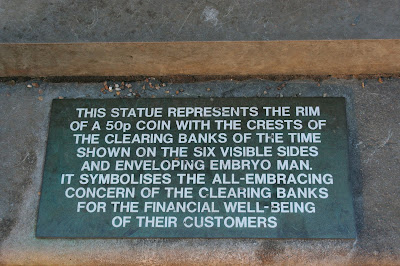 THIS STATUE REPRESENTS THE RIM
OF A 50p COIN WITH THE CRESTS OF
THE CLEARING BANKS OF THE TIME
SHOWN ON THE SIX VISIBLE SIDES
AND ENVELOPING EMBRYO MAN.
IT SYMBOLISES THE ALL-EMBRACING
CONCERN OF THE CLEARING BANKS
FOR THE FINANCIAL WELL-BEING
OF THEIR CUSTOMERS